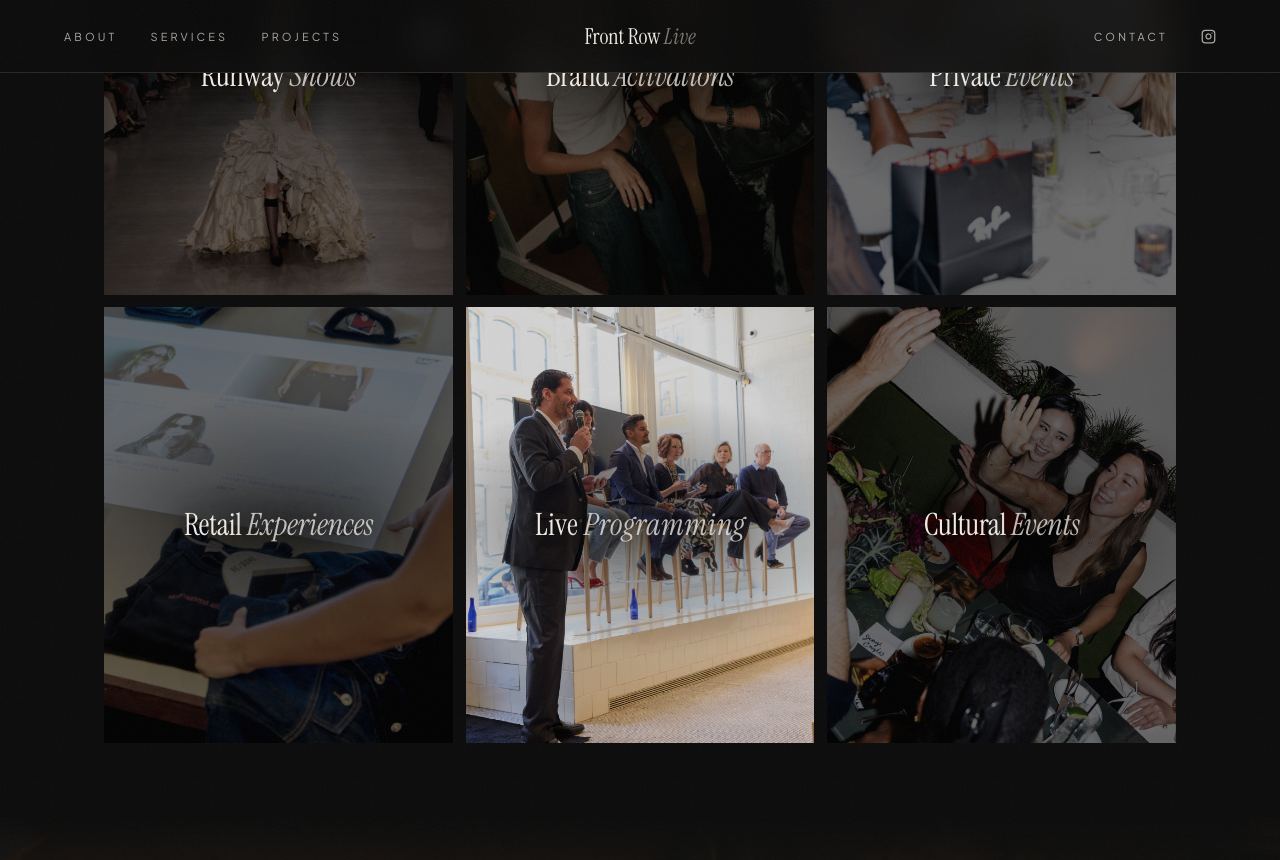 ABOUT SERVICES PROJECTS Front Row Live CONTACT
Runway Shows
Brand Activations
Private Events
Retail Experiences
Live Programming
Cultural Events